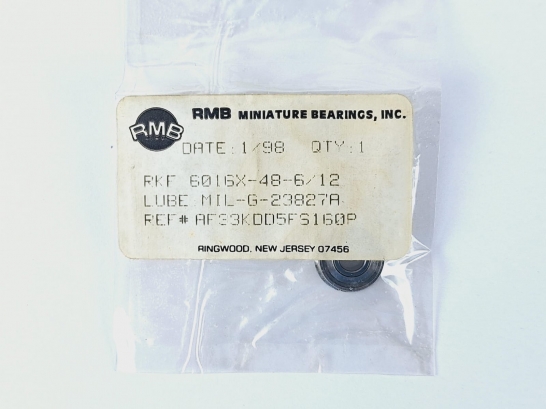 RMB
RMB MINIATURE BEARINGS, INC.
DATE: 1/98 QTY: 1
RKF 6016X-48-6/12
LUBE MIL-G-23827A
REF# AF33KDD5FS160P
RINGWOOD, NEW JERSEY 07456